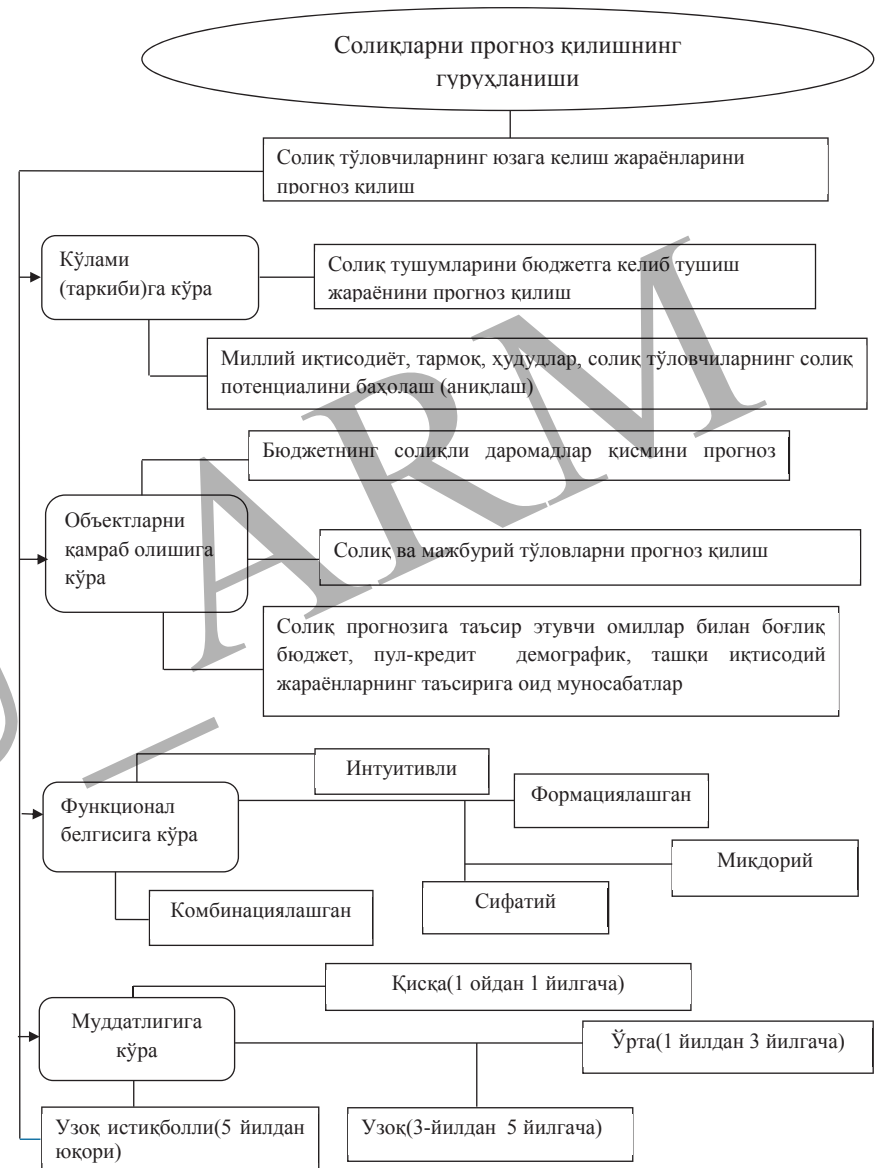 Солиқларни прогноз қилишнинг
гуруҳланиши
Солиқ тўловчиларнинг юзага келиш жараёнларини
прогноз қилиш
Кўлами
(таркиби)га кўра
Солиқ тушумларини бюджетга келиб тушиш
жараёнини прогноз қилиш
Миллий иқтисодиёт, тармоқ, ҳудудлар, солиқ тўловчиларнинг солиқ
потенциалини баҳолаш (аниқлаш)
Бюджетнинг солиқли даромадлар қисмини прогноз
Объектларни
қамраб олишига
кўра
Солиқ ва мажбурий тўловларни прогноз қилиш
Солиқ прогнозига таъсир этувчи омиллар билан боғлиқ
бюджет, пул-кредит демографик, ташқи иқтисодий
жараёнларнинг таъсирига оид муносабатлар
Интуитивли
Функционал
белгисига кўра
Формациялашган
Миқдорий
Сифатий
Комбинациялашган
Қисқа(1 ойдан 1 йилгача)
Муддатлигига
кўра
Ўрта(1 йилдан 3 йилгача)
Узоқ истиқболли(5 йилдан
юқори)
Узоқ(3-йилдан 5 йилгача)
_ARM